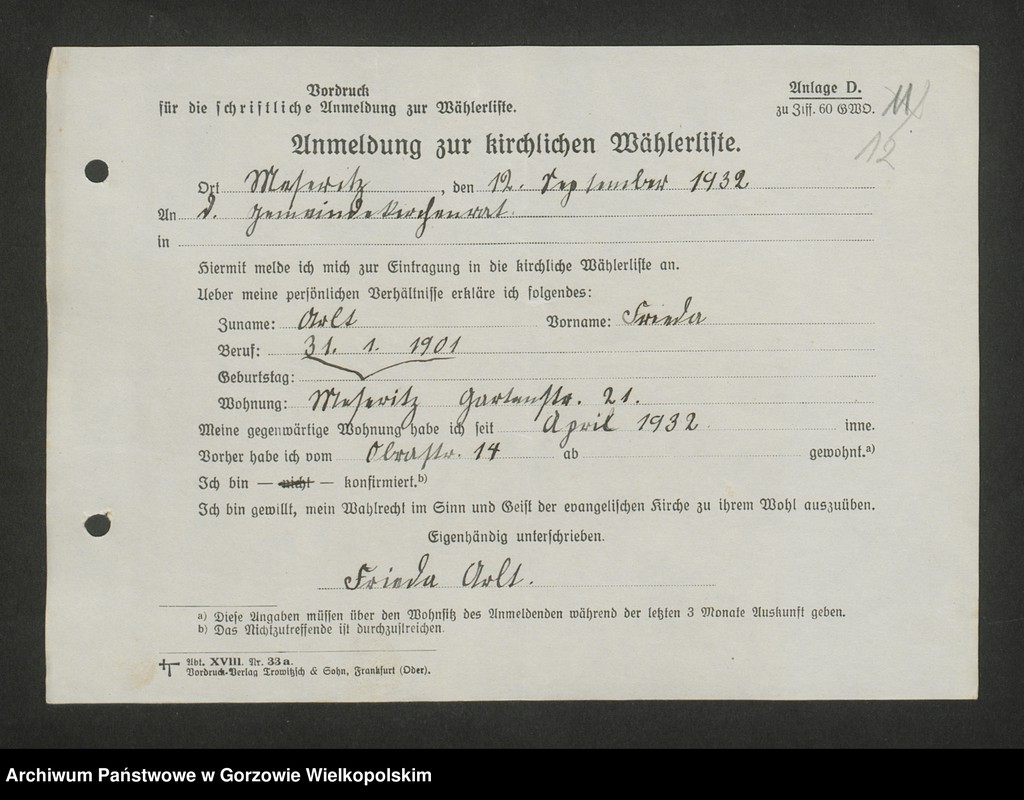 Vordruck
für die schriftliche Anmeldung zur Wählerliste.
Anlage D.
zu Ziff. 60 GWO.
11
12
Anmeldung zur kirchlichen Wählerliste.
Ort Meseritz, den 12. September 1932
An d. Gemeindekirchenrat
in
Hiermit melde ich mich zur Eintragung in die kirchliche Wählerliste an.
Ueber meine persönlichen Verhältnisse erkläre ich folgendes:
Zuname: Arlt Vorname: Frieda
Beruf: 31. 1. 1901
Geburtstag:
Wohnung: Meseritz Gartenstr. 21.
Meine gegenwärtige Wohnung habe ich seit April 1932 inne.
Vorher habe ich vom Obrastr. 14 ab gewohnt.a)
Ich bin — nicht — konfirmiert.b)
Ich bin gewillt, mein Wahlrecht im Sinn und Geist der evangelischen Kirche zu ihrem Wohl auszuüben.
Eigenhändig unterschrieben.
Frieda Arlt.
a) Diese Angaben müssen über den Wohnsitz des Anmeldenden während der letzten 3 Monate Auskunft geben.
b) Das Nichtzutreffende ist durchzustreichen.
Abt. XVIII. Nr. 33a.
Vordruck-Verlag Trowitzsch & Sohn, Frankfurt (Oder).
Archiwum Państwowe w Gorzowie Wielkopolskim